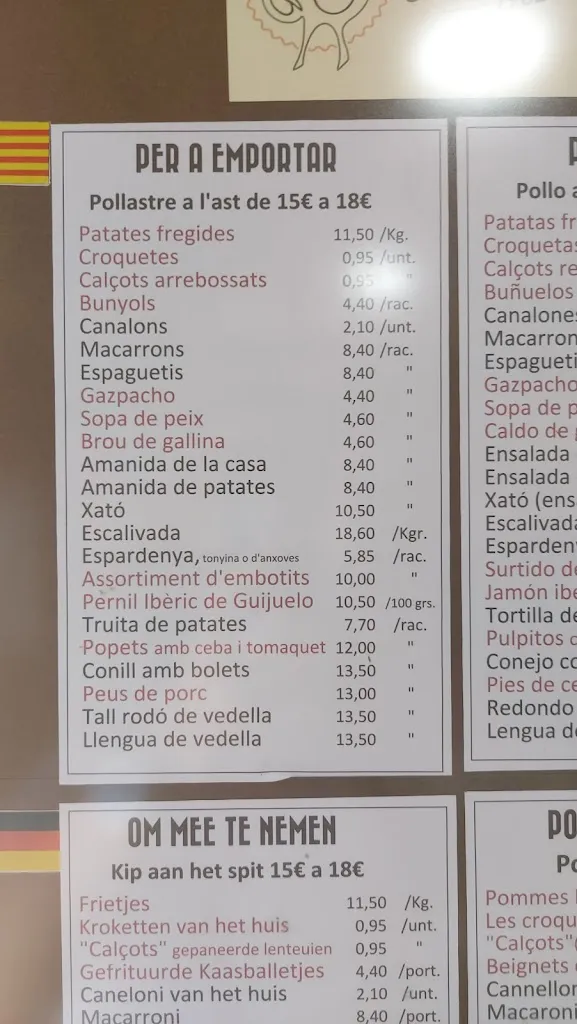 PER A EMPORTAR
Pollastre a l'ast de 15€ a 18€
Patates fregides 11,50 /Kg.
Croquetes 0,95 /unt.
Calçots arrebossats 0,95 "
Bunyols 4,40 /rac.
Canalons 2,10 /unt.
Macarrons 8,40 /rac.
Espaguetis 8,40 "
Gazpacho 4,40 "
Sopa de peix 4,60 "
Brou de gallina 4,60 "
Amanida de la casa 8,40 "
Amanida de patates 8,40 "
Xató 10,50 "
Escalivada 18,60 /Kgr.
Espardenya, tonyina o d'anxoves 5,85 /rac.
Assortiment d'embotits 10,00 "
Pernil Ibèric de Guijuelo 10,50 /100 grs.
Truita de patates 7,70 /rac.
Popets amb ceba i tomaquet 12,00 "
Conill amb bolets 13,50 "
Peus de porc 13,00 "
Tall rodó de vedella 13,50 "
Llengua de vedella 13,50 "
Pollo
Patatas
Croquetas
Calçots
Buñuelos
Canalones
Macarron
Espagueti
Gazpacho
Sopa de
Caldo de
Ensalada
Ensalada
Xató (ens
Escalivada
Esparden
Surtido de
Jamón ibe
Tortilla de
Pulpitos
Conejo
Pies de
Redondo
Lengua
OM MEE TE NEMEN
Kip aan het spit 15€ a 18€
Frietjes 11,50 /Kg.
Kroketten van het huis 0,95 /unt.
"Calçots" gepaneerde lenteuien 0,95 "
Gefrituurde Kaasballetjes 4,40 /port.
Caneloni van het huis 2,10 /unt.
Macarroni 8,40 /port.
PO
Pommes
Les croqu
"Calçots"
Beignets
Cannellon
Macaroni